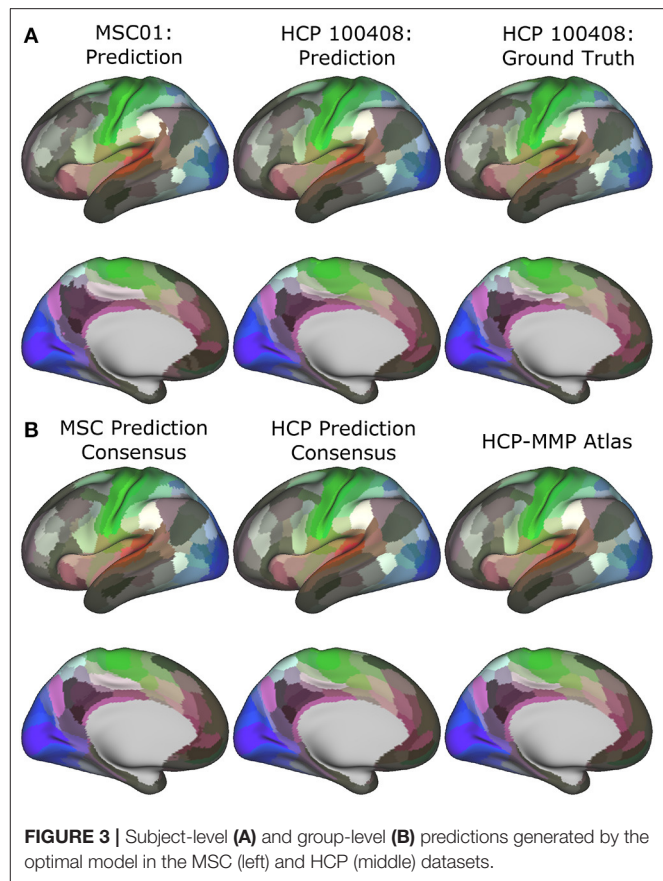 A
MSC01:
Prediction
HCP 100408:
Prediction
HCP 100408:
Ground Truth
B
MSC Prediction
Consensus
HCP Prediction
Consensus
HCP-MMP Atlas
FIGURE 3 | Subject-level (A) and group-level (B) predictions generated by the
optimal model in the MSC (left) and HCP (middle) datasets.